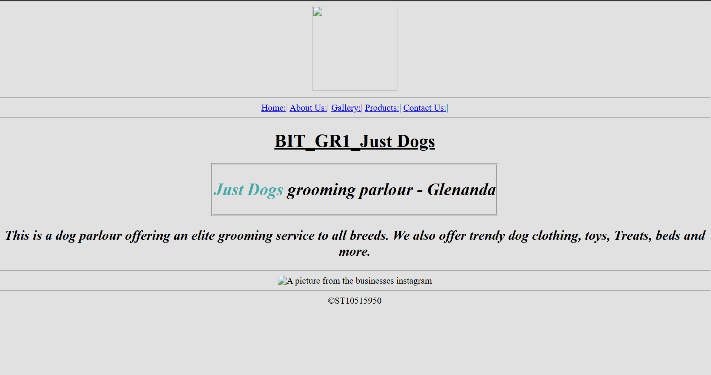 Home:| About Us:| Gallery:| Products:| Contact Us:|
BIT_GR1_Just Dogs
Just Dogs grooming parlour - Glenanda
This is a dog parlour offering an elite grooming service to all breeds. We also offer trendy dog clothing, toys, Treats, beds and
more.
A picture from the businesses instagram
©ST10515950